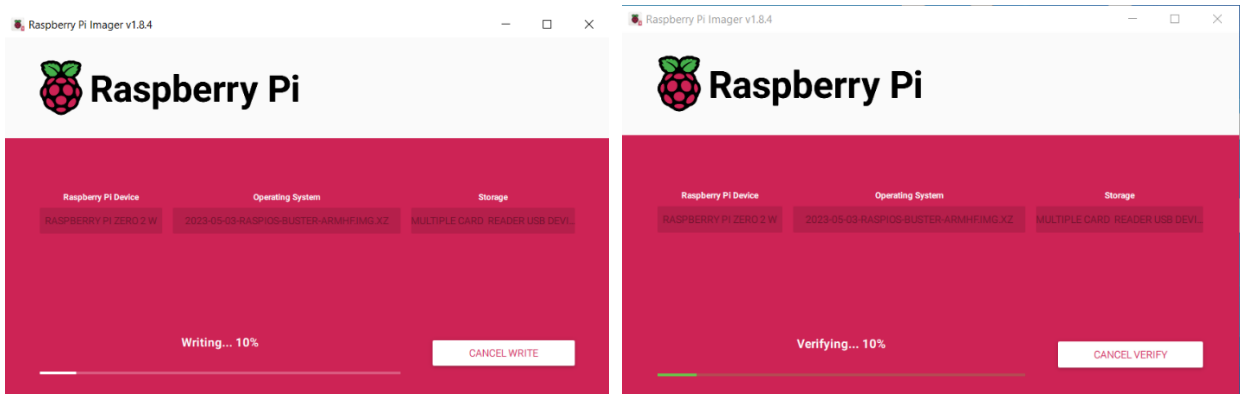 Raspberry Pi Imager v1.8.4
Raspberry Pi
Raspberry Pi Device
Operating System
Storage
RASPBERRY PI ZERO 2 W
2023-05-03-RASPIOS-BUSTER-ARMHF.IMG.XZ
MULTIPLE CARD READER USB DEVI...
Writing... 10%
CANCEL WRITE
Raspberry Pi Imager v1.8.4
Raspberry Pi
Raspberry Pi Device
Operating System
Storage
RASPBERRY PI ZERO 2 W
2023-05-03-RASPIOS-BUSTER-ARMHF.IMG.XZ
MULTIPLE CARD READER USB DEVI...
Verifying... 10%
CANCEL VERIFY